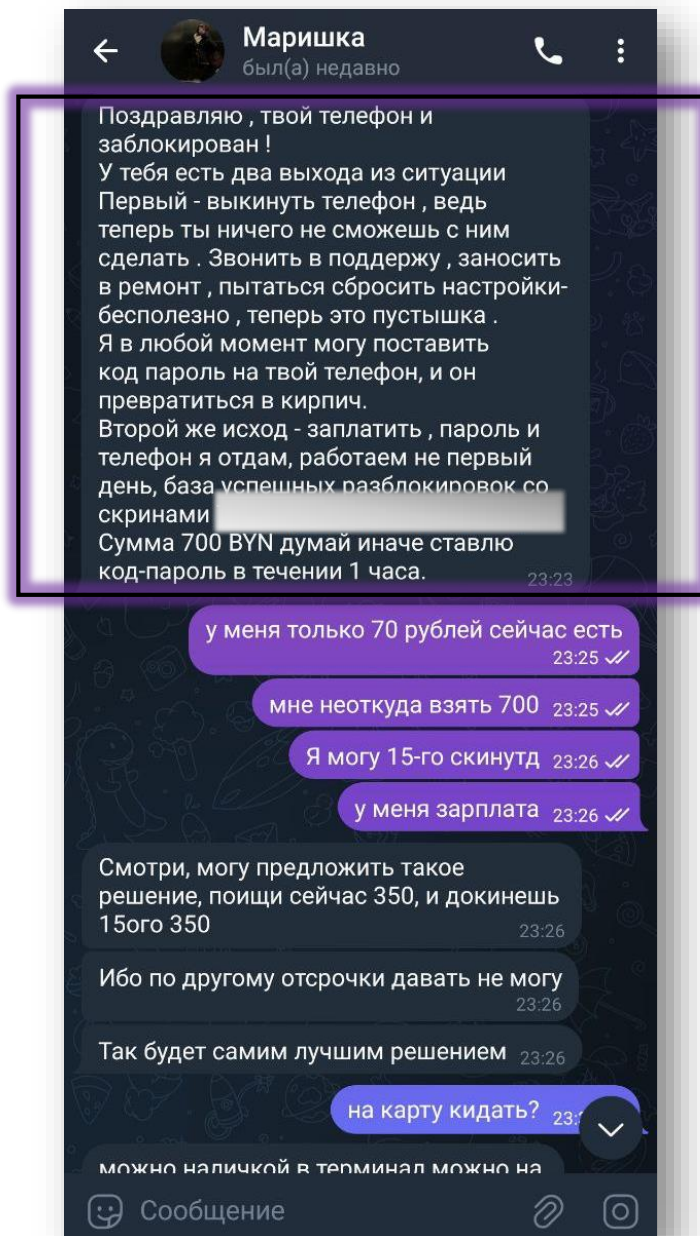 Маришка
был(а) недавно
Поздравляю , твой телефон и
заблокирован !
У тебя есть два выхода из ситуации
Первый - выкинуть телефон , ведь
теперь ты ничего не сможешь с ним
сделать . Звонить в поддержу , заносить
в ремонт , пытаться сбросить настройки-
бесполезно , теперь это пустышка .
Я в любой момент могу поставить
код пароль на твой телефон, и он
превратиться в кирпич.
Второй же исход - заплатить , пароль и
телефон я отдам, работаем не первый
день, база успешных разблокировок со
скринами
Сумма 700 BYN думай иначе ставлю
код-пароль в течении 1 часа.
23:23
у меня только 70 рублей сейчас есть
23:25
мне неоткуда взять 700 23:25
Я могу 15-го скинутд 23:26
у меня зарплата 23:26
Смотри, могу предложить такое
решение, поищи сейчас 350, и докинешь
15ого 350
23:26
Ибо по другому отсрочки давать не могу
23:26
Так будет самим лучшим решением 23:26
на карту кидать?
можно наличкой в терминал можно на
Сообщение